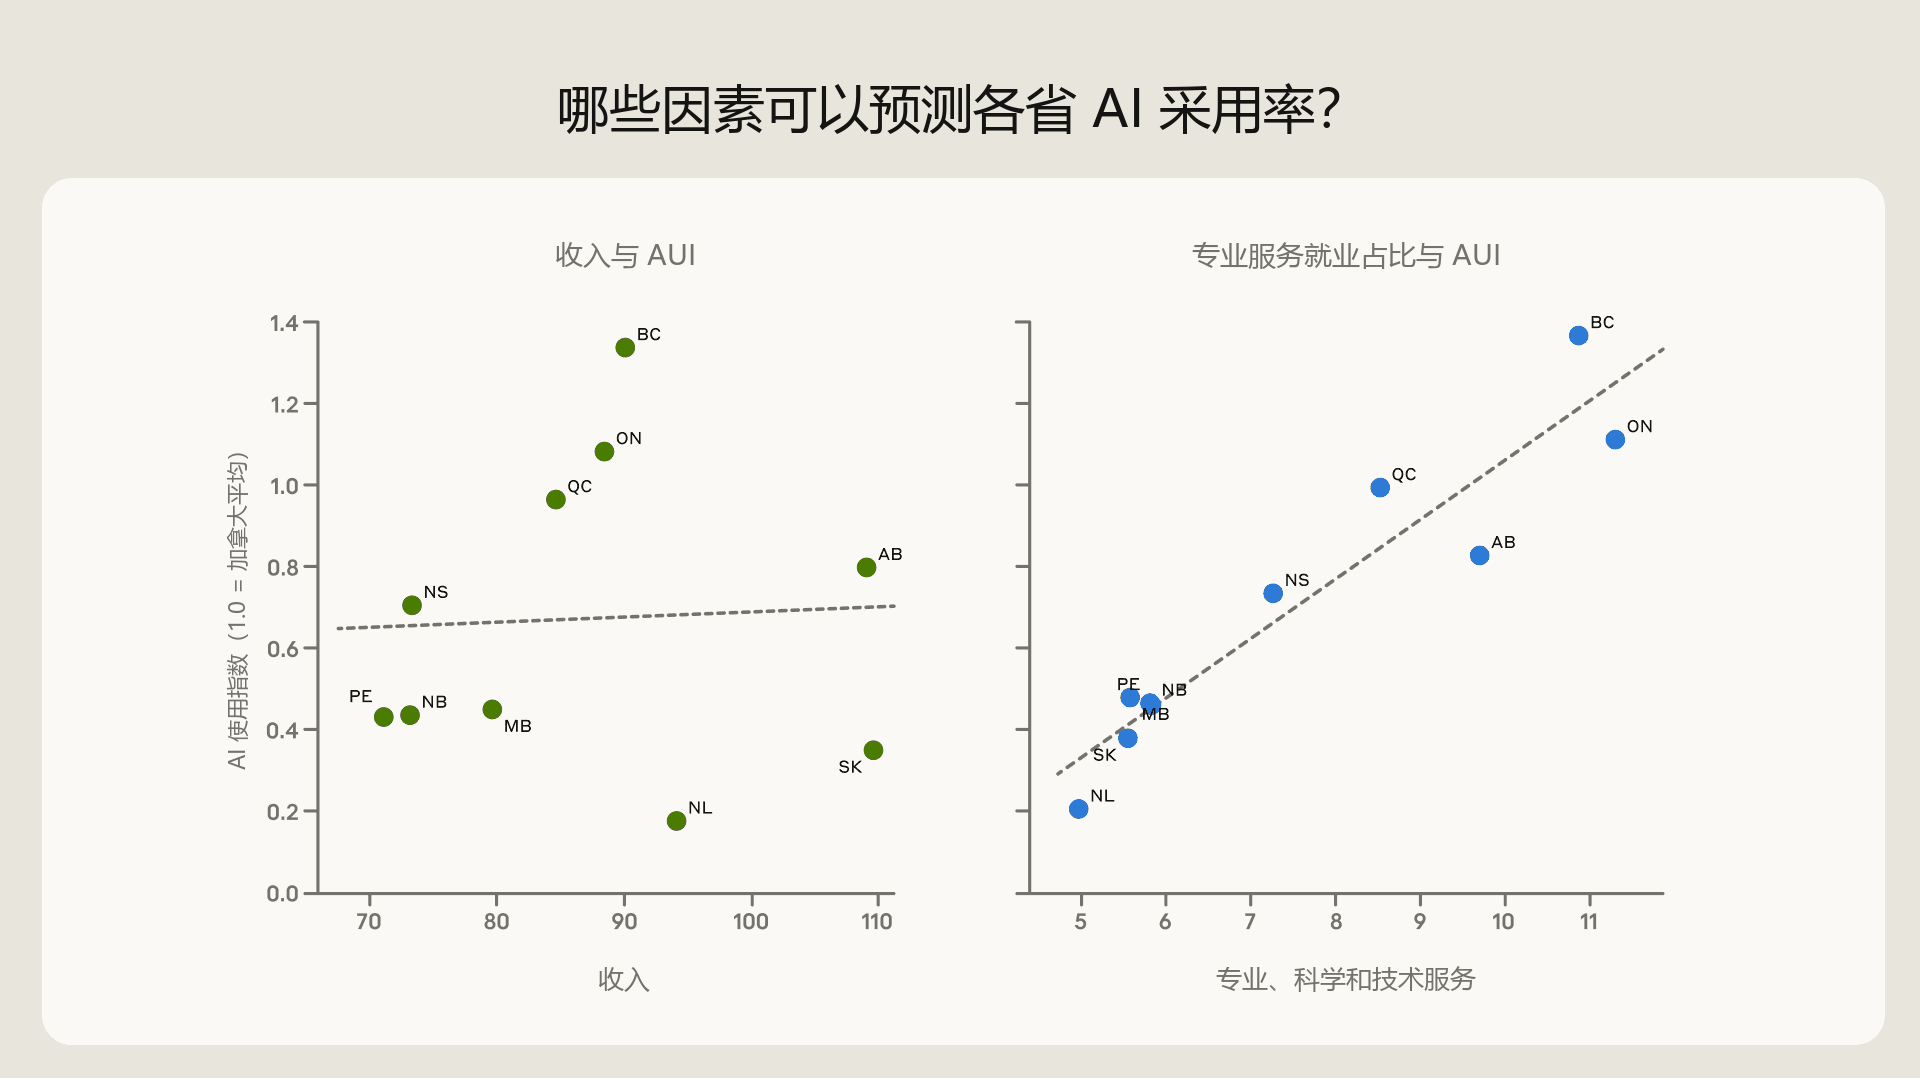 哪些因素可以预测各省 AI 采用率？
收入与 AUI
AI 使用指数（1.0 = 加拿大平均）
1.4
1.2
1.0
0.8
0.6
0.4
0.2
0.0
BC
ON
QC
AB
NS
PE
NB
MB
SK
NL
70
80
90
100
110
收入
专业服务就业占比与 AUI
BC
ON
QC
AB
NS
PE
NB
MB
SK
NL
5
6
7
8
9
10
11
专业、科学和技术服务